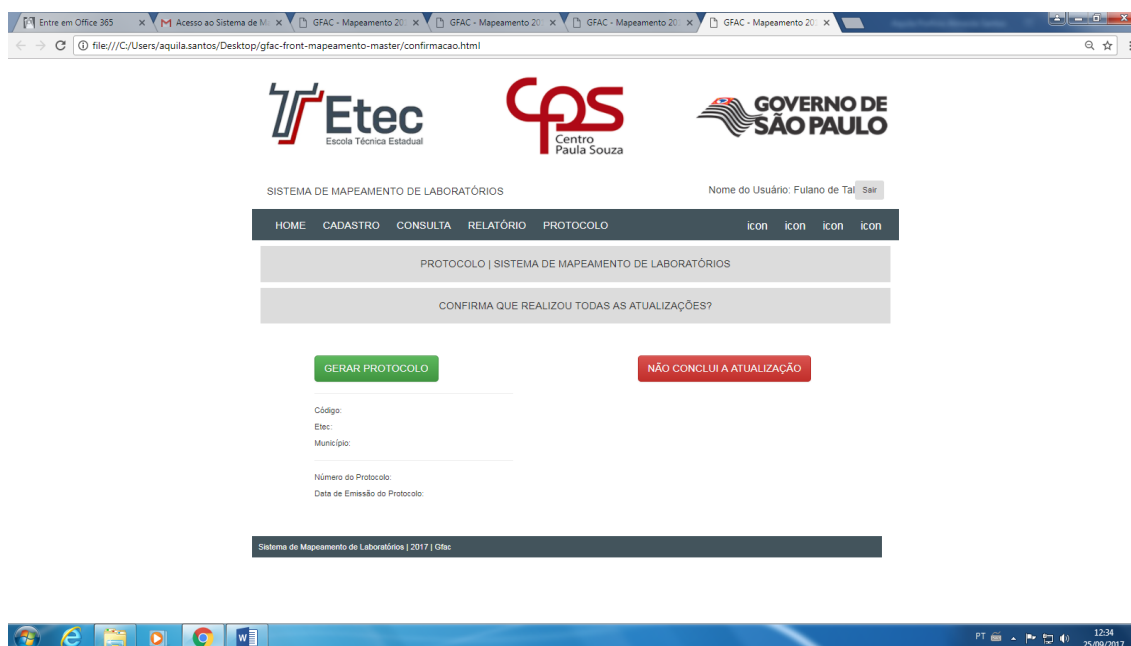 Entre em Office 365
Acesso ao Sistema de M
GFAC - Mapeamento 20
GFAC - Mapeamento 20
GFAC - Mapeamento 20
GFAC - Mapeamento 20
file:///C:/Users/aquila.santos/Desktop/gfac-front-mapeamento-master/confirmacao.html
Etec
Escola Técnica Estadual
CPS
Centro
Paula Souza
GOVERNO DE
SÃO PAULO
SISTEMA DE MAPEAMENTO DE LABORATÓRIOS
Nome do Usuário: Fulano de Tal Sair
HOME CADASTRO CONSULTA RELATÓRIO PROTOCOLO icon icon icon icon
PROTOCOLO | SISTEMA DE MAPEAMENTO DE LABORATÓRIOS
CONFIRMA QUE REALIZOU TODAS AS ATUALIZAÇÕES?
GERAR PROTOCOLO
NÃO CONCLUI A ATUALIZAÇÃO
Código:
Etec:
Município:
Número do Protocolo:
Data de Emissão do Protocolo:
Sistema de Mapeamento de Laboratórios | 2017 | Gfac
PT
12:34
25/09/2017